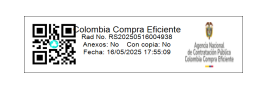 Colombia Compra Eficiente
Rad No. RS20250516004938
Anexos: No Con copia: No
Fecha: 16/05/2025 17:55:09
Agencia Nacional
de Contratación Pública
Colombia Compra Eficiente